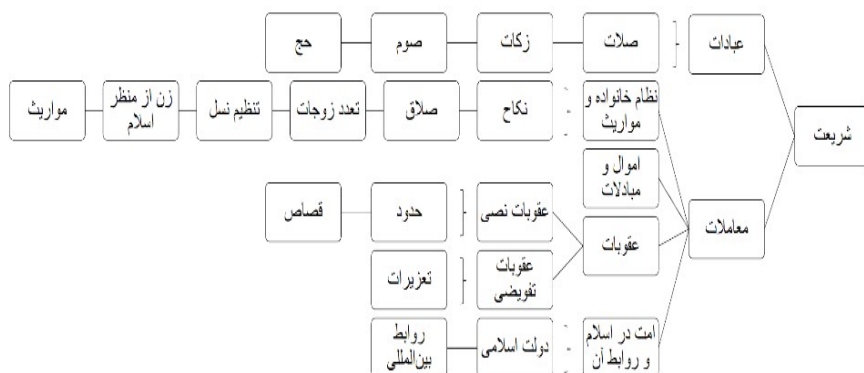 شریعت
عبادات
صلات
زکات
صوم
حج
معاملات
نظام خانواده و
مواریث
نکاح
صلاق
تعدد زوجات
تنظیم نسل
زن از منظر
اسلام
مواریث
اموال و
مبادلات
عقوبات
عقوبات نصی
حدود
قصاص
عقوبات
تفویضی
تعزیرات
امت در اسلام
و روابط آن
دولت اسلامی
روابط
بین‌المللی